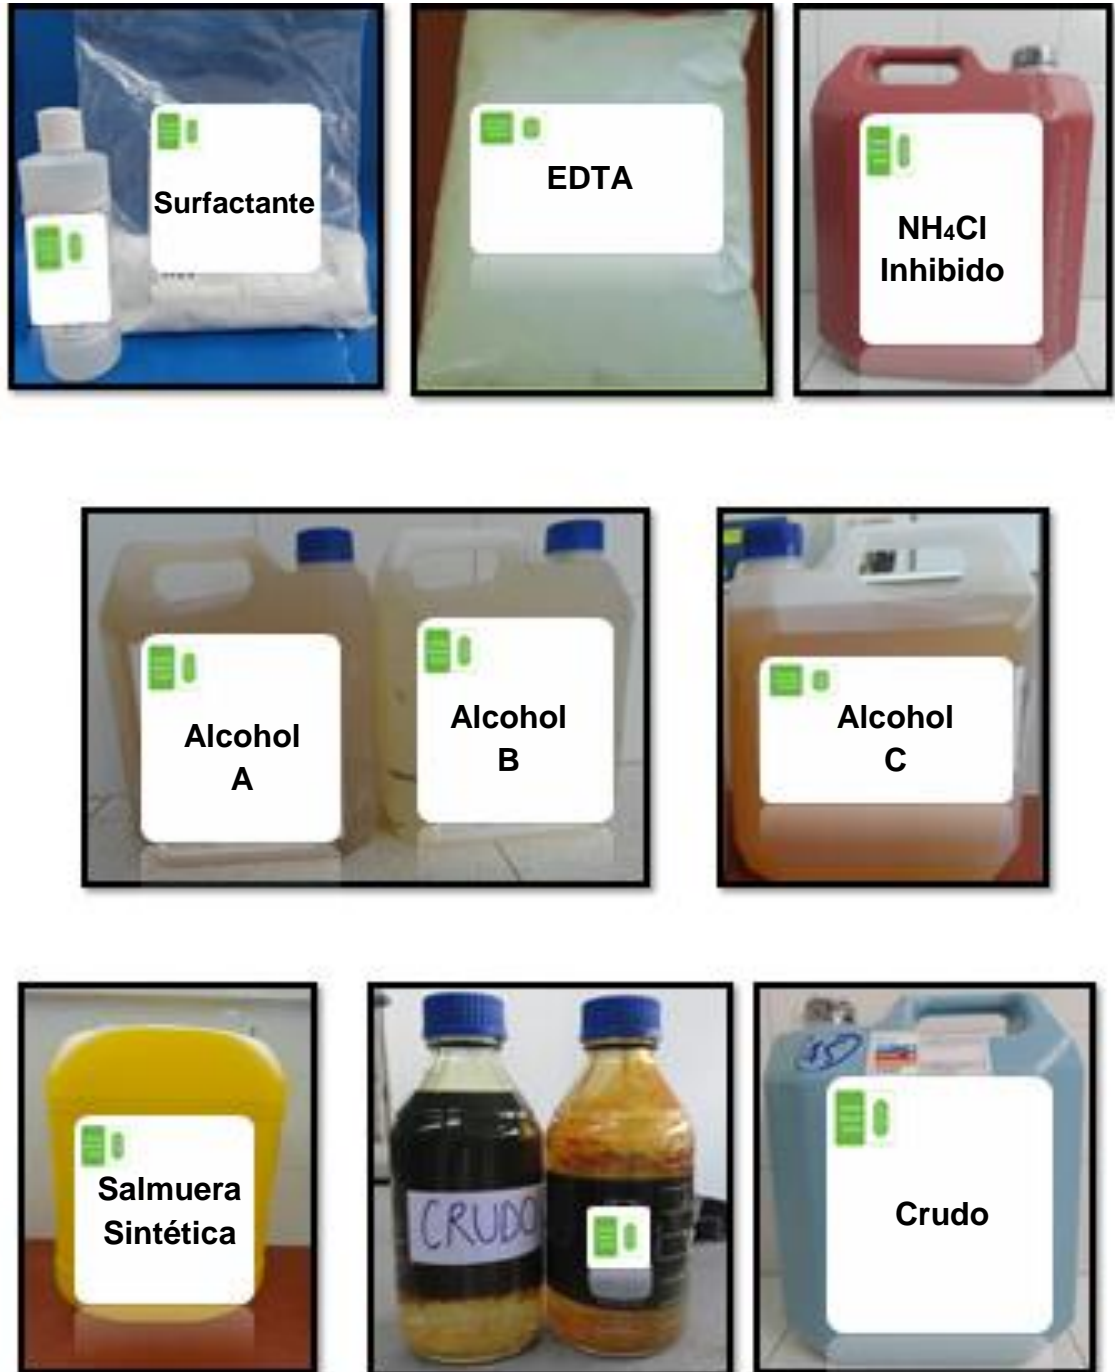 Surfactante
EDTA
NH₄Cl
Inhibido
Alcohol
A
Alcohol
B
Alcohol
C
Salmuera
Sintética
CRUDO
Crudo